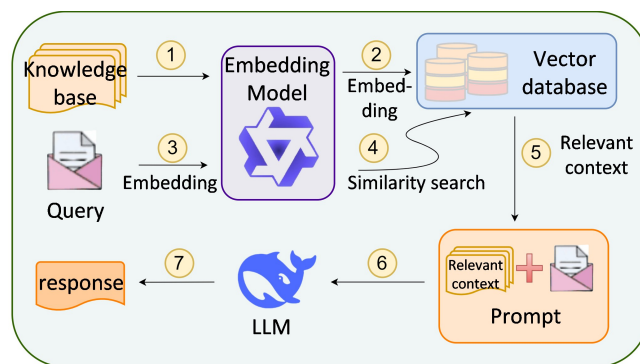 1
2
Knowledge
base
Embedding
Model
Embed-
ding
Vector
database
3
4
5
Relevant
context
Embedding
Similarity search
Query
7
6
Relevant
context
response
LLM
Prompt